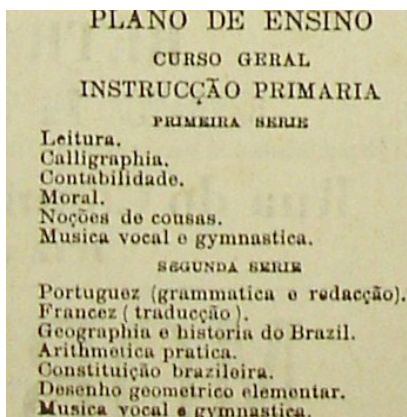 PLANO DE ENSINO
CURSO GERAL
INSTRUCÇÃO PRIMARIA
PRIMEIRA SERIE
Leitura.
Calligraphia.
Contabilidade.
Moral.
Noções de cousas.
Musica vocal e gymnastica.
SEGUNDA SERIE
Portuguez (grammatica e redacção).
Francez ( traducção ).
Geographia e historia do Brazil.
Arithmetica pratica.
Constituição brazileira.
Desenho geometrico elementar.
Musica vocal e gymnastica.